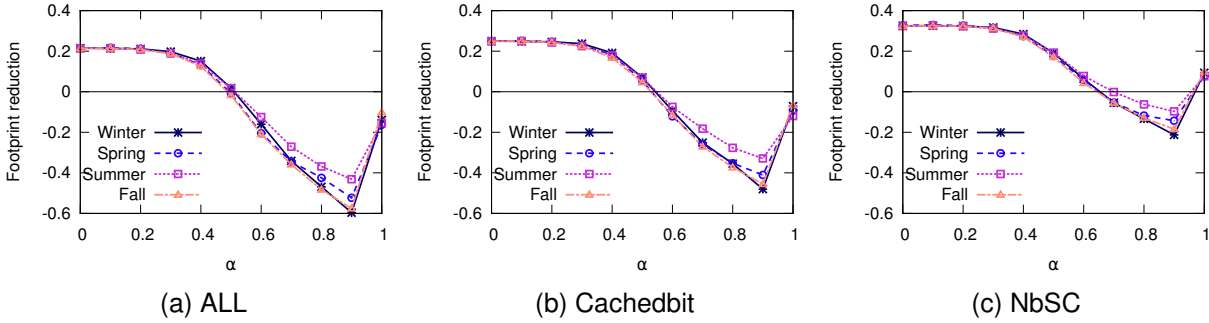 Footprint reduction
0.4
0.2
0
-0.2
-0.4
-0.6
Winter
Spring
Summer
Fall
0 0.2 0.4 0.6 0.8 1
α
(a) ALL
Footprint reduction
0.4
0.2
0
-0.2
-0.4
-0.6
Winter
Spring
Summer
Fall
0 0.2 0.4 0.6 0.8 1
α
(b) Cachedbit
Footprint reduction
0.4
0.2
0
-0.2
-0.4
-0.6
Winter
Spring
Summer
Fall
0 0.2 0.4 0.6 0.8 1
α
(c) NbSC